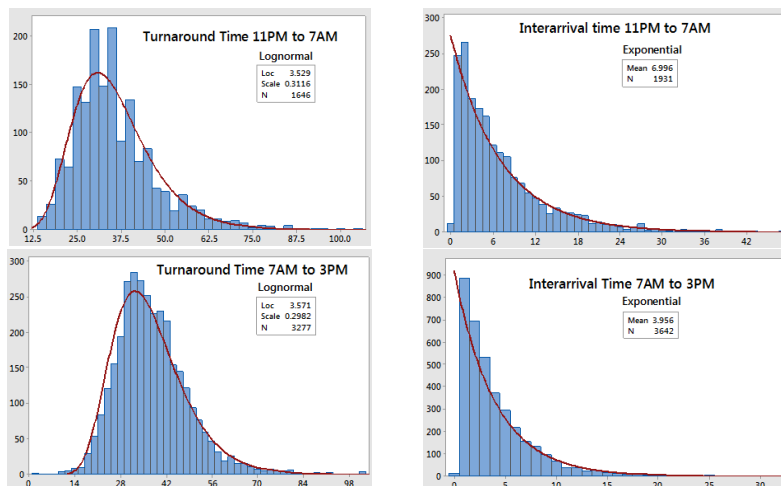 Turnaround Time 11PM to 7AM
Lognormal
Loc 3.529
Scale 0.3116
N 1646
200
150
100
50
0
12.5 25.0 37.5 50.0 62.5 75.0 87.5 100.0
Interarrival time 11PM to 7AM
Exponential
Mean 6.996
N 1931
300
250
200
150
100
50
0
0 6 12 18 24 30 36 42
Turnaround Time 7AM to 3PM
Lognormal
Loc 3.571
Scale 0.2982
N 3277
300
250
200
150
100
50
0
0 14 28 42 56 70 84 98
Interarrival Time 7AM to 3PM
Exponential
Mean 3.956
N 3642
900
800
700
600
500
400
300
200
100
0
0 5 10 15 20 25 30